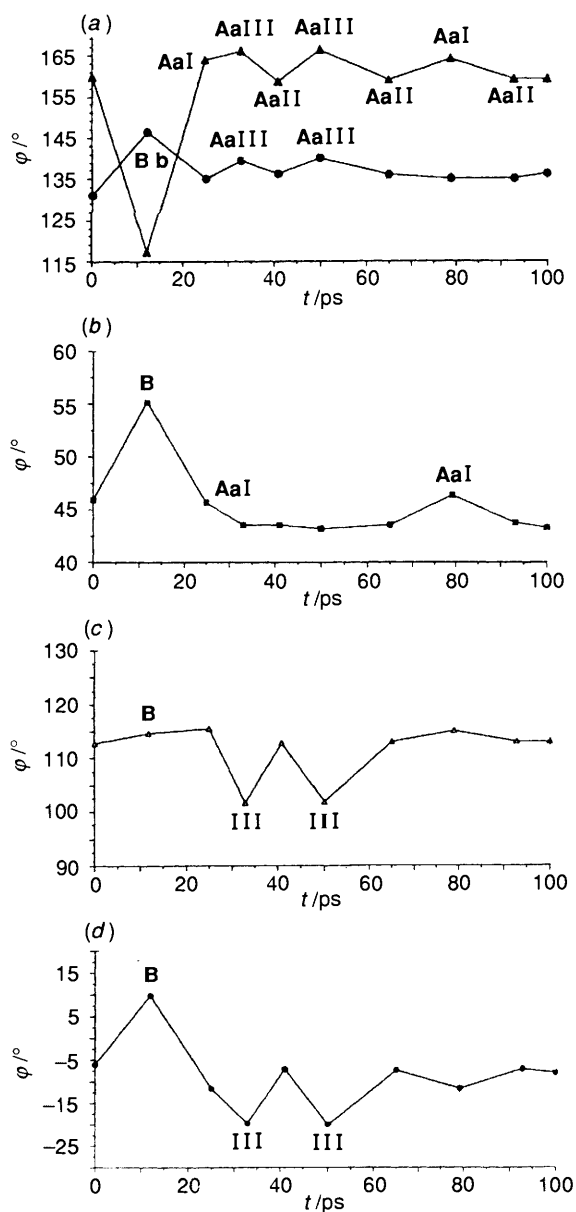 (a)
AaIII AaIII
AaI AaI
165
AaII AaII AaII
155
145
AaIII AaIII
φ/°
B b
135
125
115
0 20 40 60 80 100
t/ps
(b)
60
B
55
φ/°
50
AaI AaI
45
40
0 20 40 60 80 100
t/ps
(c)
130
120
B
φ/°
110
100
III III
90
0 20 40 60 80 100
t/ps
(d)
B
15
5
φ/°
-5
-15
III III
-25
0 20 40 60 80 100
t/ps